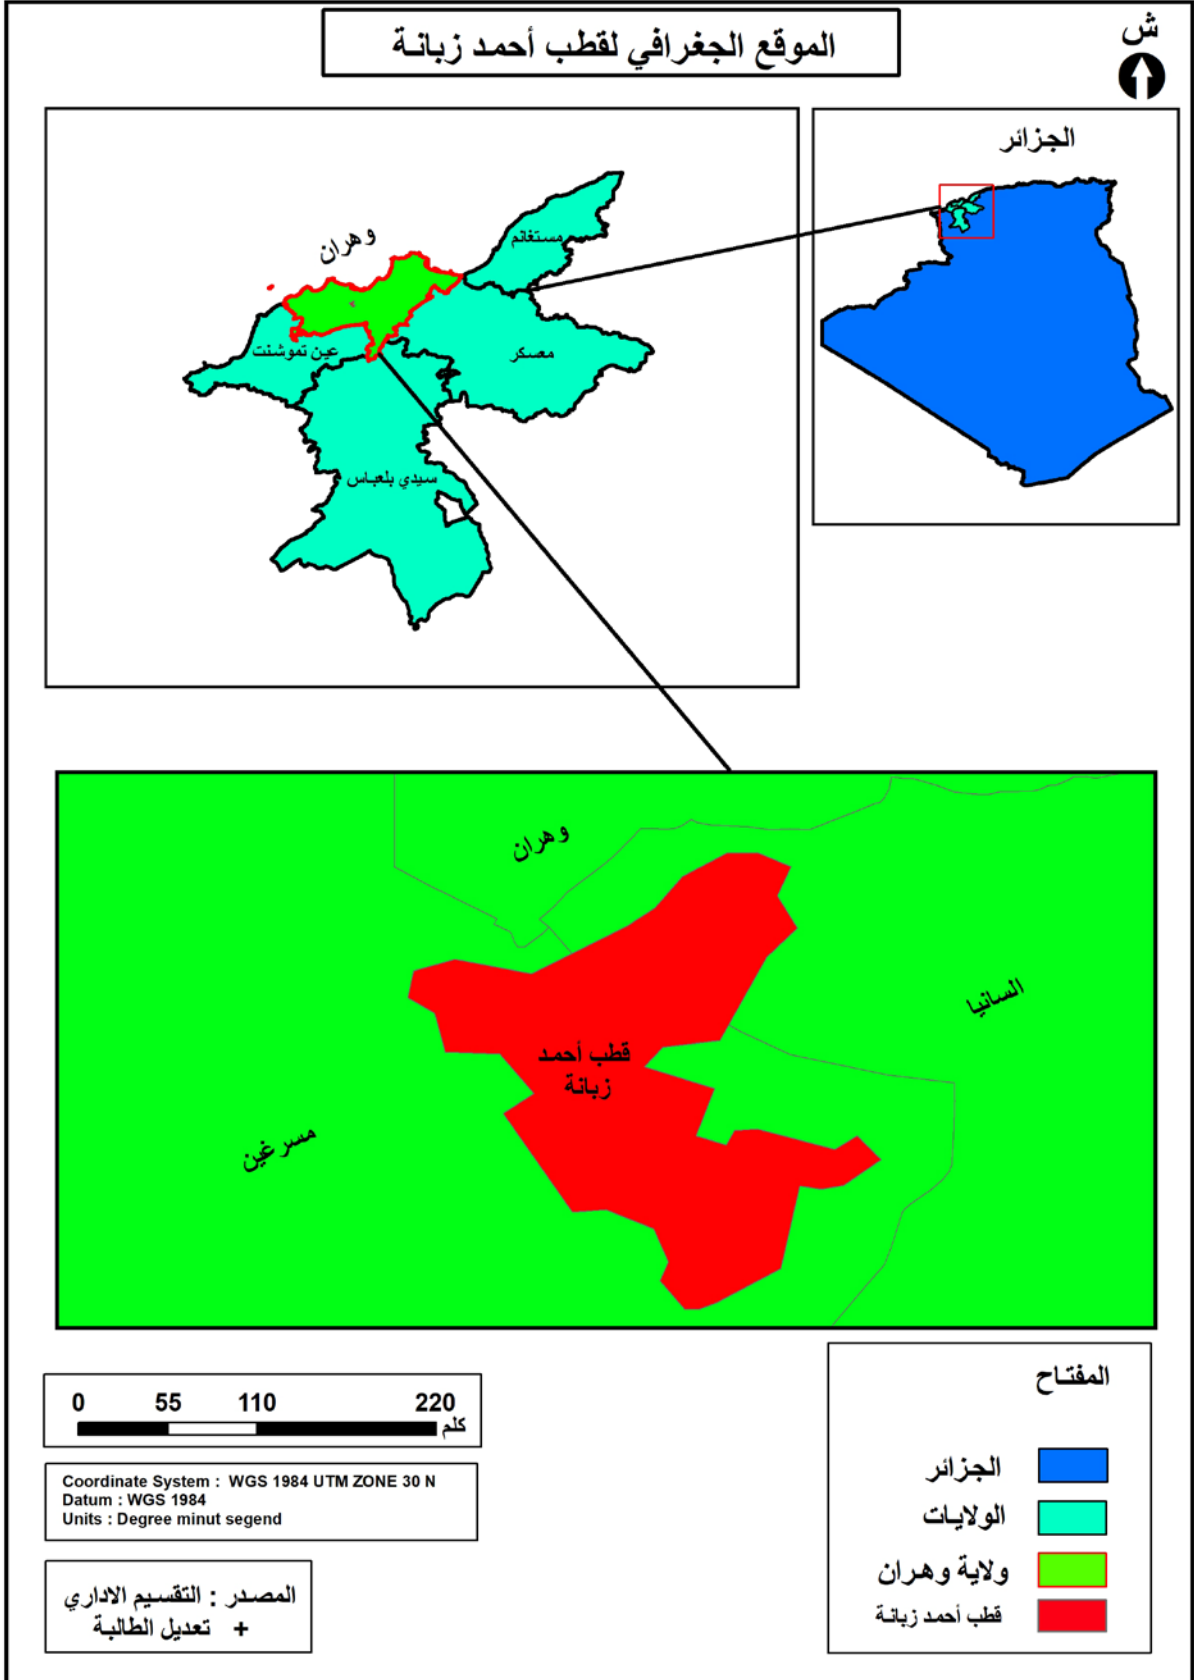 الموقع الجغرافي لقطب أحمد زبانة
ش
الجزائر
وهران
مستغانم
عين تموشنت
معسكر
سيدي بلعباس
وهران
السانيا
قطب أحمد
زبانة
مسرغين
المفتاح
الجزائر
الولايات
ولاية وهران
قطب أحمد زبانة
0 55 110 220
كلم
Coordinate System : WGS 1984 UTM ZONE 30 N
Datum : WGS 1984
Units : Degree minut segend
المصدر : التقسيم الاداري
+ تعديل الطالبة